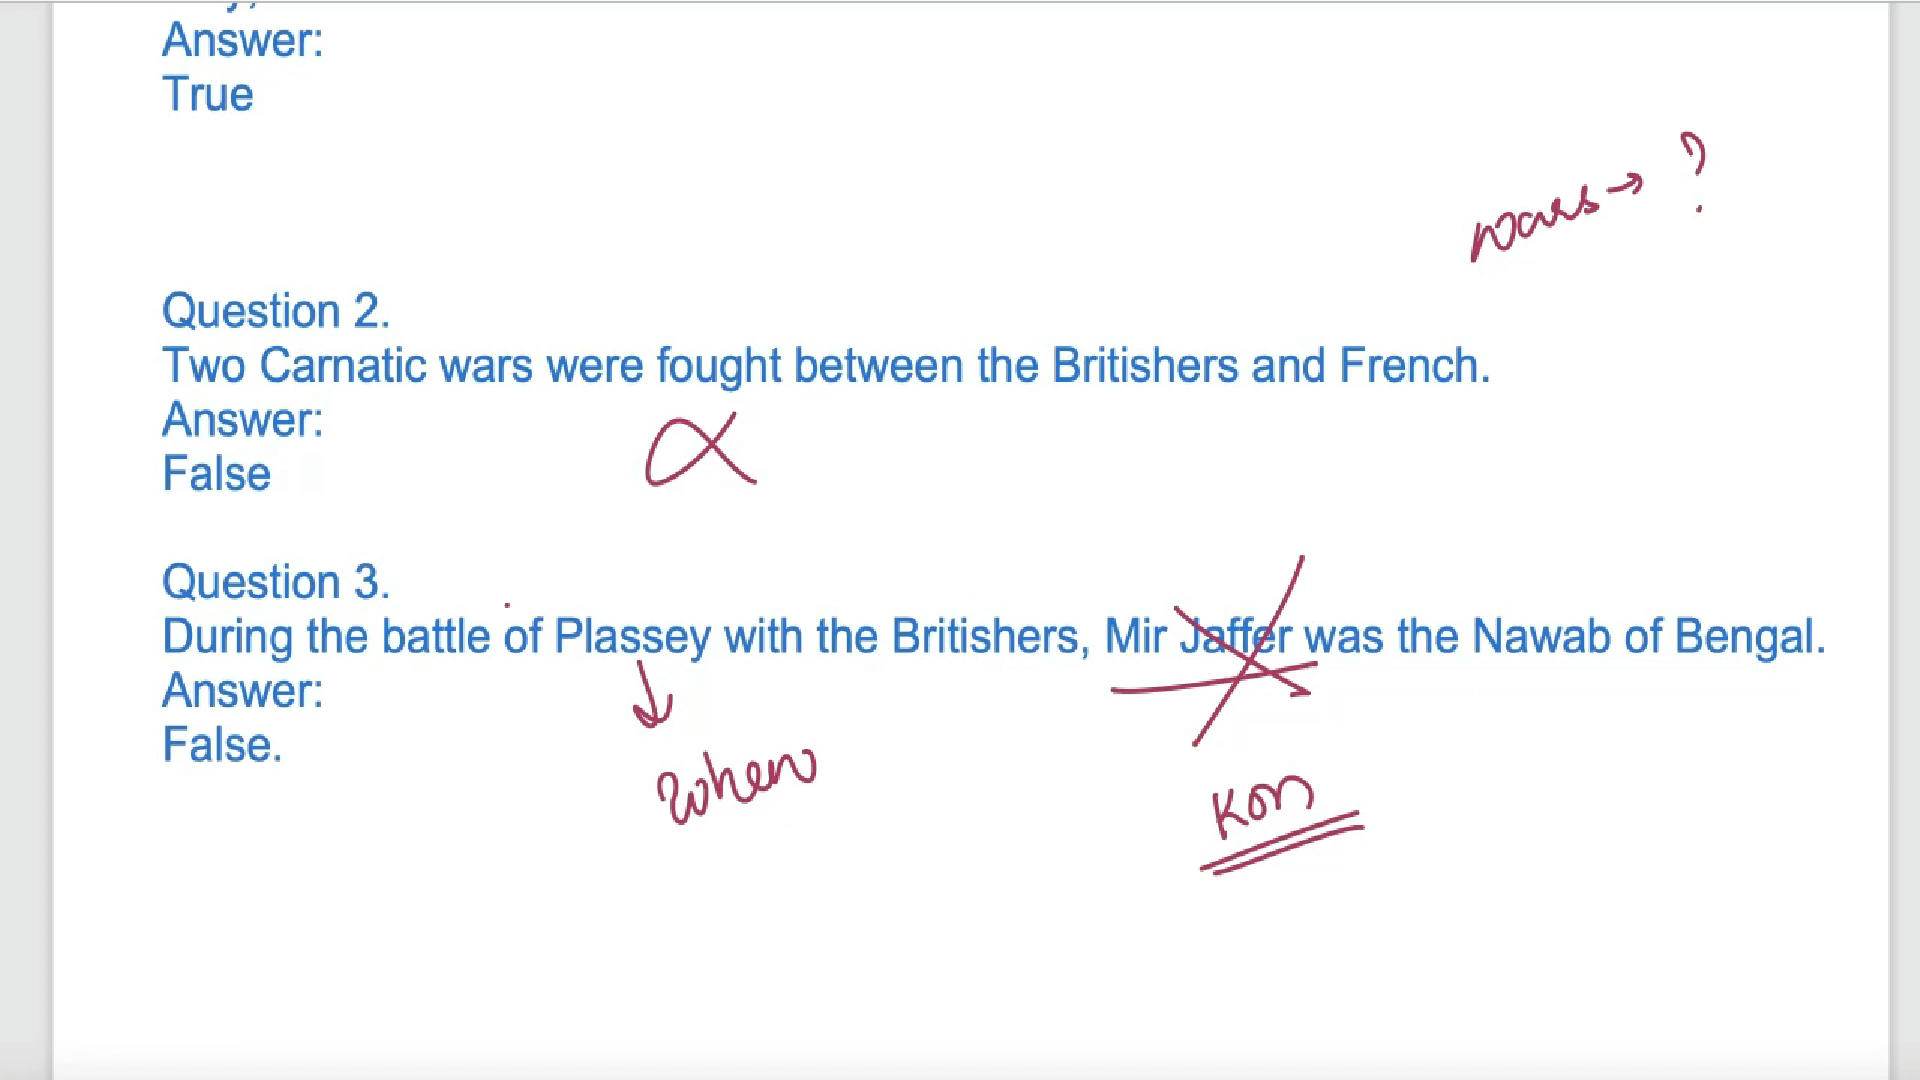 Answer:
True
wars→ ?
Question 2.
Two Carnatic wars were fought between the Britishers and French.
Answer:
False
Question 3.
During the battle of Plassey with the Britishers, Mir Jaffer was the Nawab of Bengal.
Answer:
False.
when
Kon